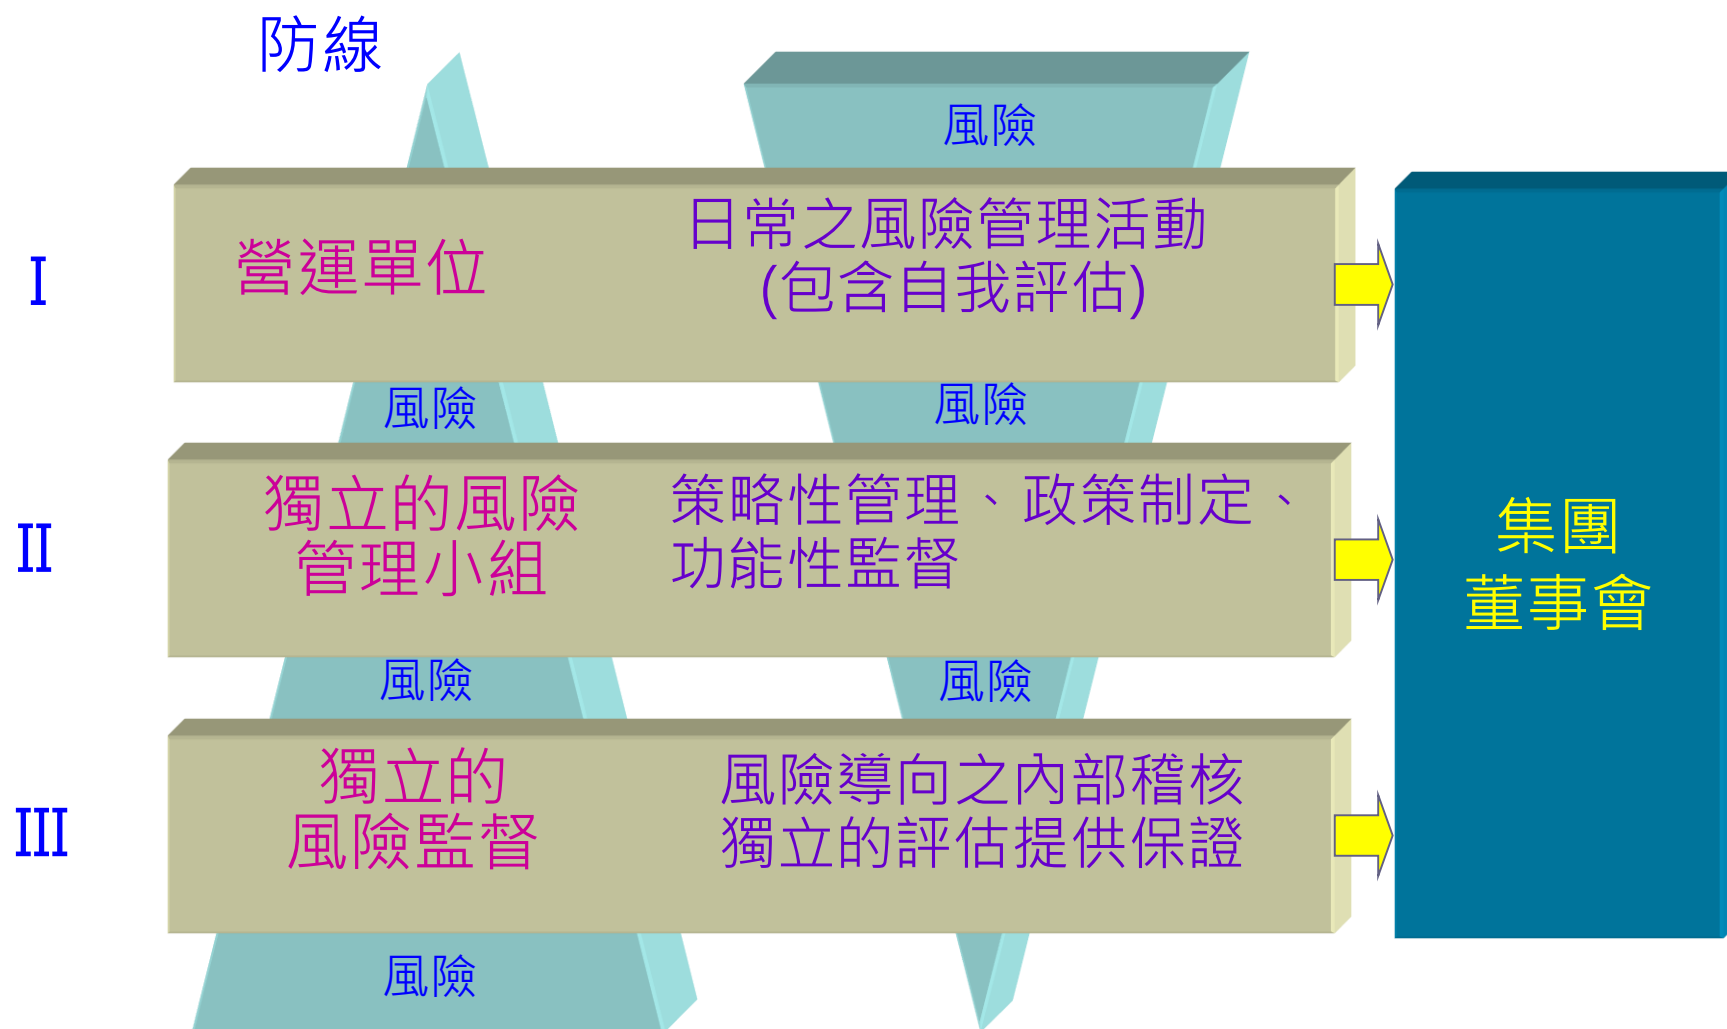 防線
風險
I
營運單位
日常之風險管理活動
(包含自我評估)
風險
風險
II
獨立的風險
管理小組
策略性管理、政策制定、
功能性監督
集團
董事會
風險
風險
III
獨立的
風險監督
風險導向之內部稽核
獨立的評估提供保證
風險